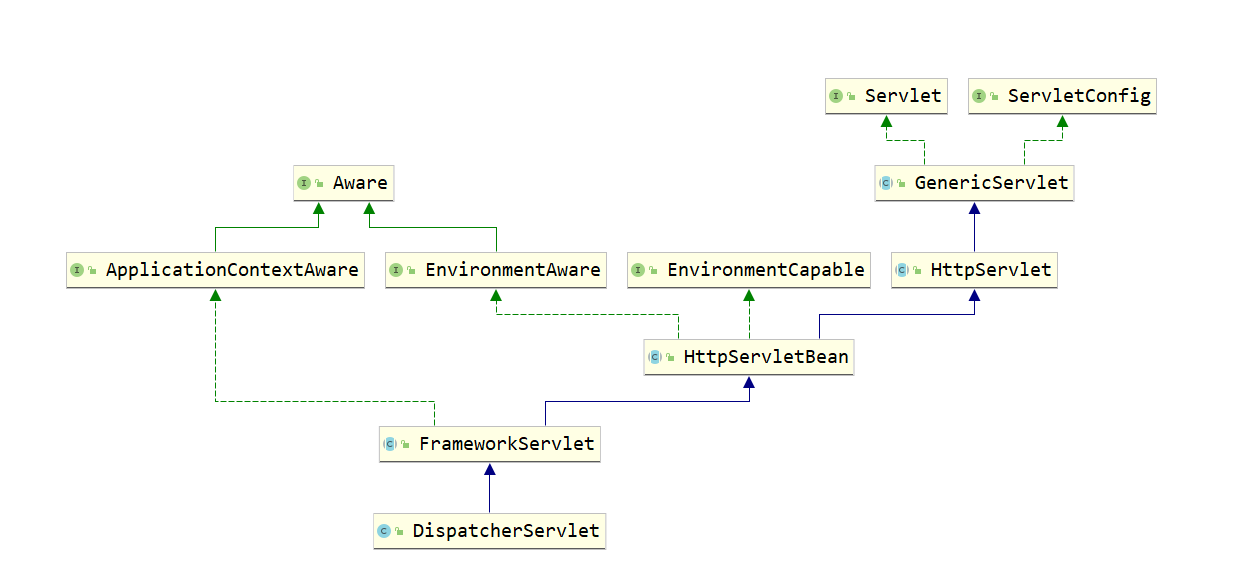 Servlet
ServletConfig
Aware
GenericServlet
ApplicationContextAware
EnvironmentAware
EnvironmentCapable
HttpServlet
HttpServletBean
FrameworkServlet
DispatcherServlet